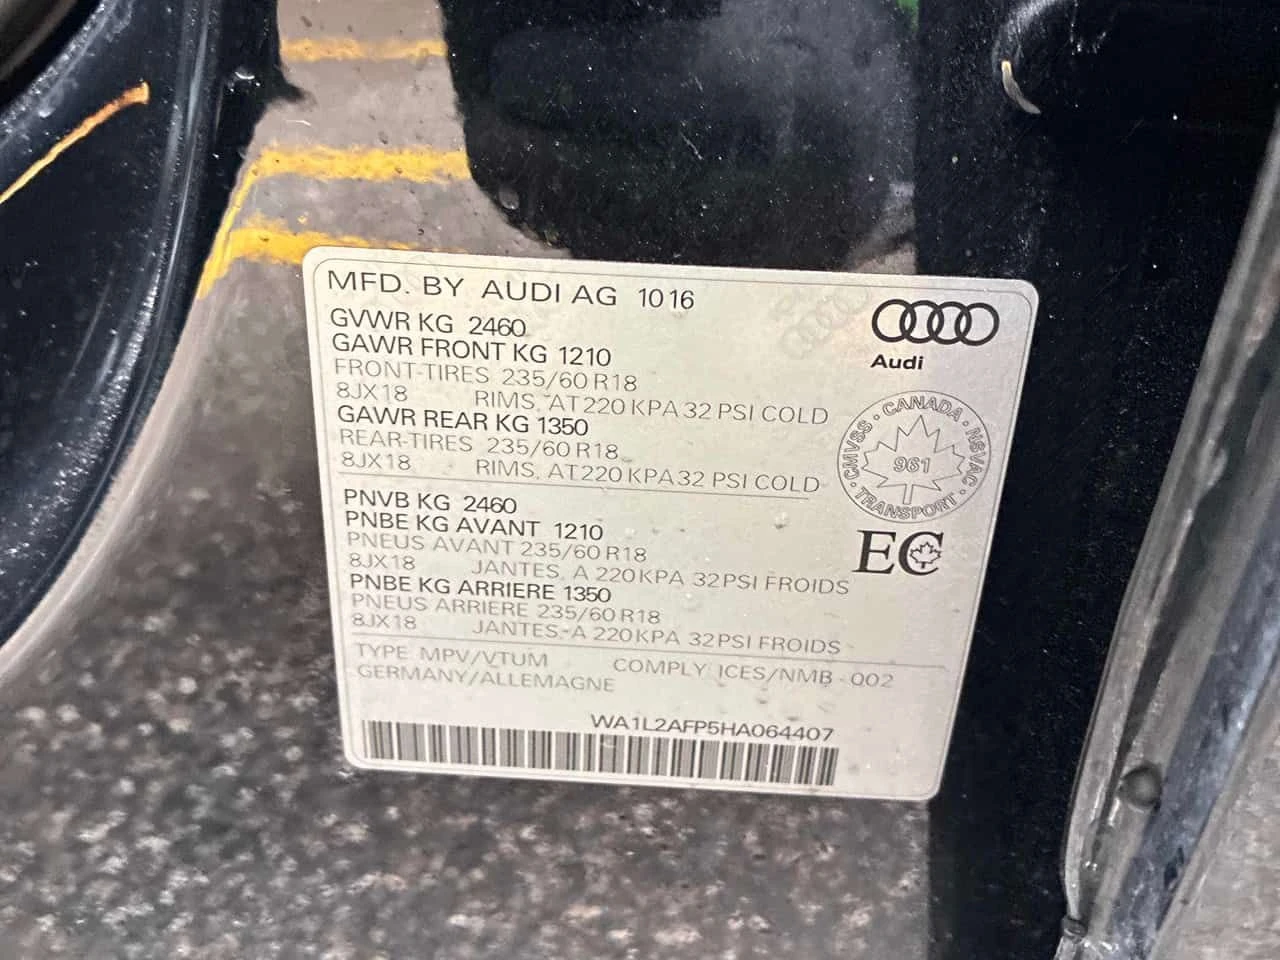 MFD. BY AUDI AG 10 16
GVWR KG 2460
GAWR FRONT KG 1210
FRONT-TIRES 235/60 R18
8JX18 RIMS, AT 220 KPA 32 PSI COLD
GAWR REAR KG 1350
REAR-TIRES 235/60 R18
8JX18 RIMS, AT 220 KPA 32 PSI COLD
PNVB KG 2460
PNBE KG AVANT 1210
PNEUS AVANT 235/60 R18
8JX18 JANTES, A 220 KPA 32 PSI FROIDS
PNBE KG ARRIERE 1350
PNEUS ARRIERE 235/60 R18
8JX18 JANTES, A 220 KPA 32 PSI FROIDS
TYPE MPV/VTUM COMPLY ICES/NMB - 002
GERMANY/ALLEMAGNE
WA1L2AFP5HA064407
Audi
· CANADA · NSVAC · TRANSPORT · CMVSS
961
EC